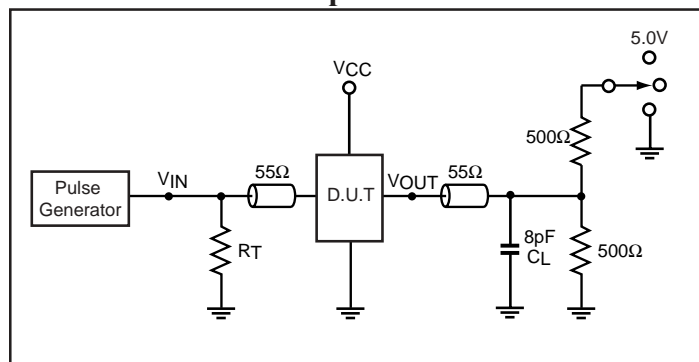 5.0V
VCC
500Ω
VIN
55Ω
VOUT
55Ω
Pulse
Generator
D.U.T
8pF
CL
500Ω
RT